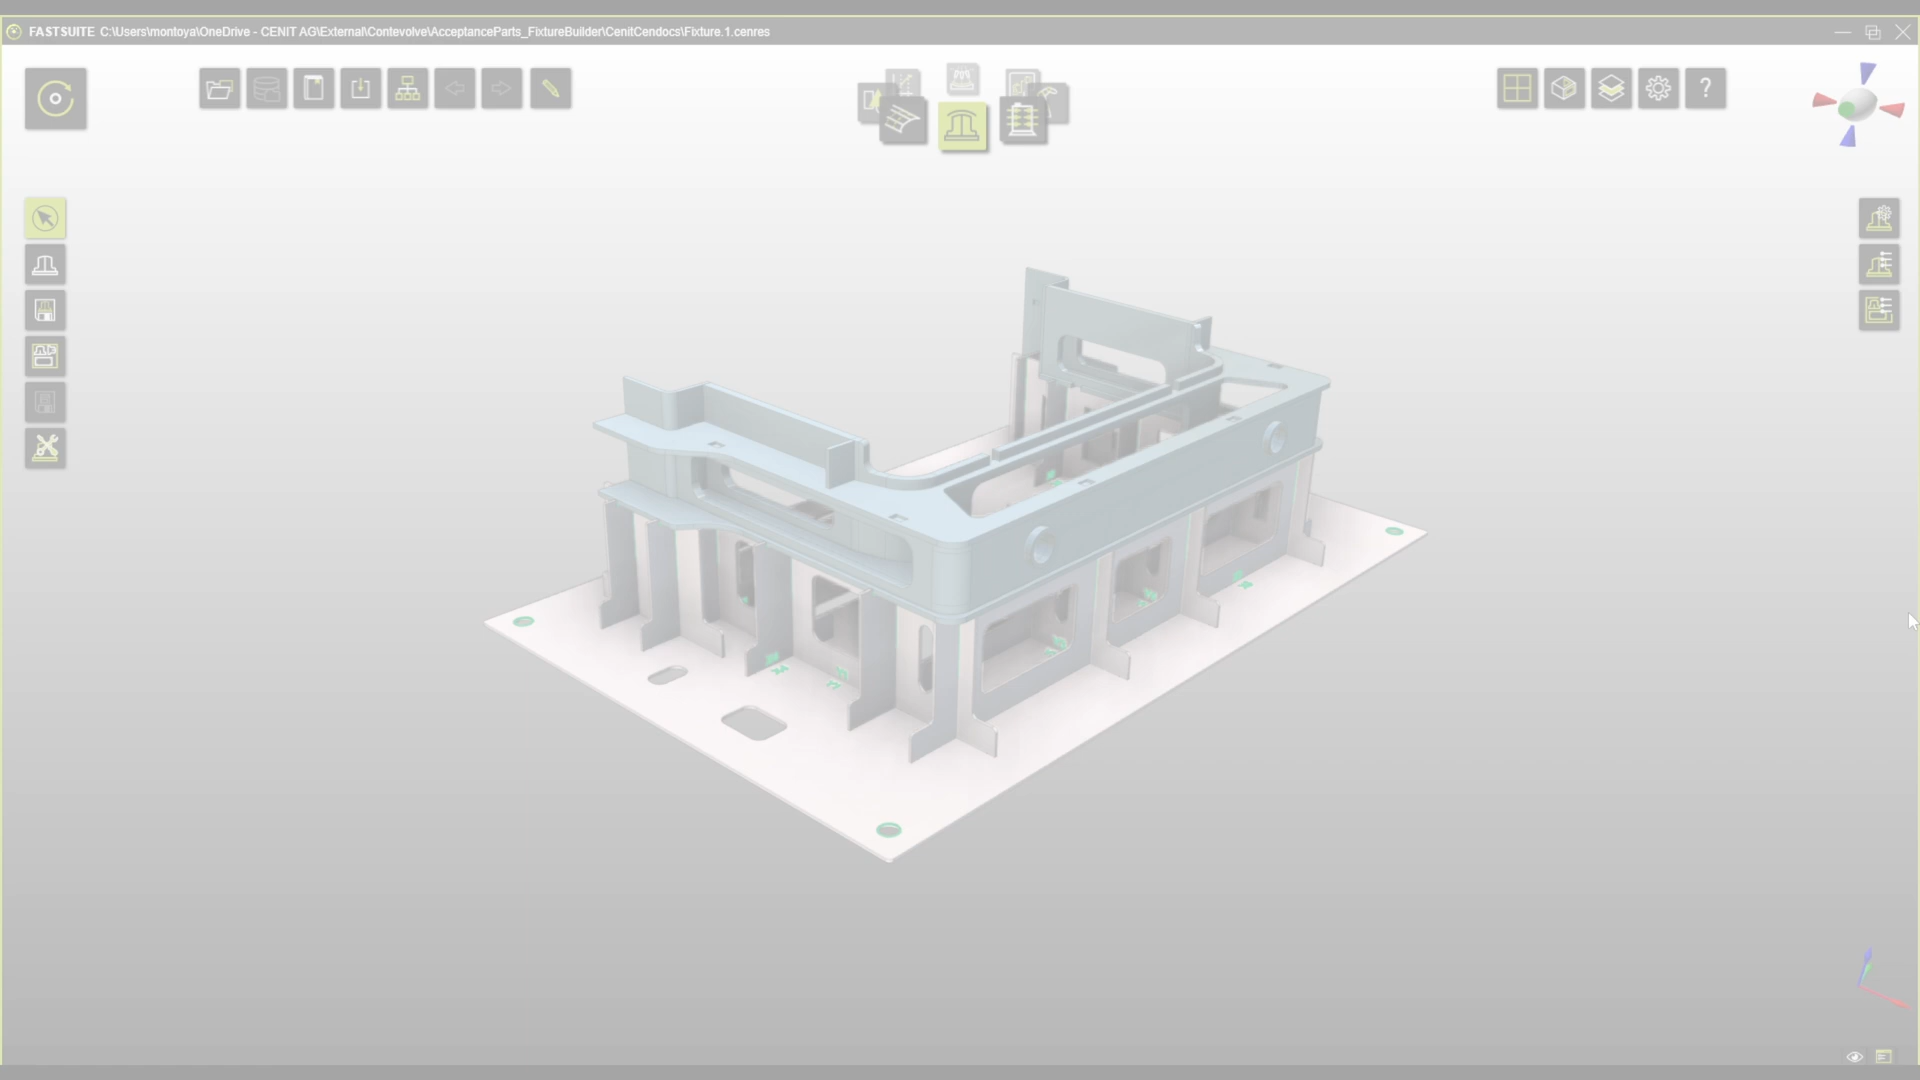 FASTSUITE C:\Users\montoya\OneDrive - CENIT AG\External\Contevolve\AcceptanceParts_FixtureBuilder\CenitCendocs\Fixture.1.cenres
?